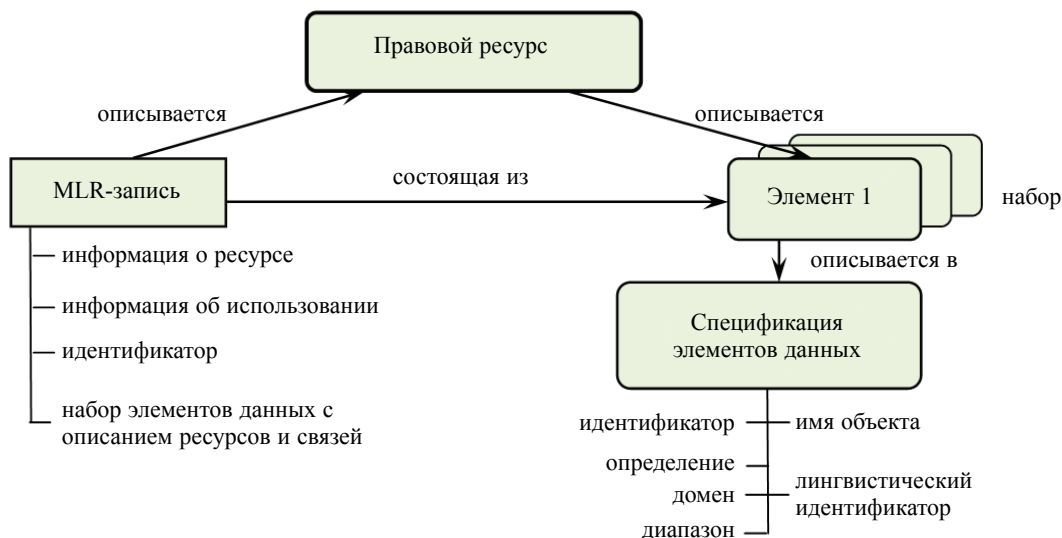 Правовой ресурс
описывается
описывается
MLR-запись
состоящая из
Элемент 1
набор
информация о ресурсе
описывается в
информация об использовании
Спецификация
элементов данных
идентификатор
набор элементов данных с
описанием ресурсов и связей
идентификатор
имя объекта
определение
домен
лингвистический
идентификатор
диапазон